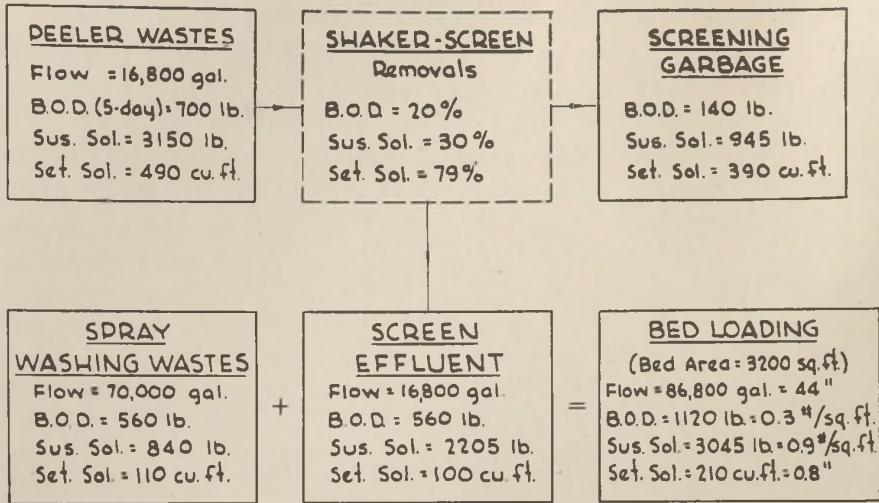 PEELER WASTES
Flow = 16,800 gal.
B.O.D. (5-day) = 700 lb.
Sus. Sol. = 3150 lb.
Set. Sol. = 490 cu.ft.
SHAKER-SCREEN
Removals
B.O.D. = 20%
Sus. Sol. = 30%
Set. Sol. = 79%
SCREENING
GARBAGE
B.O.D. = 140 lb.
Sus. Sol. = 945 lb.
Set. Sol. = 390 cu.ft.
SPRAY
WASHING WASTES
Flow = 70,000 gal.
B.O.D. = 560 lb.
Sus. Sol. = 840 lb.
Set. Sol. = 110 cu.ft.
+
SCREEN
EFFLUENT
Flow = 16,800 gal.
B.O.D. = 560 lb.
Sus. Sol. = 2205 lb.
Set. Sol. = 100 cu.ft.
=
BED LOADING
(Bed Area = 3200 sq.ft.)
Flow = 86,800 gal. = 44"
B.O.D. = 1120 lb. = 0.3 #/sq.ft.
Sus. Sol. = 3045 lb. = 0.9 #/sq.ft.
Set. Sol. = 210 cu.ft. = 0.8"